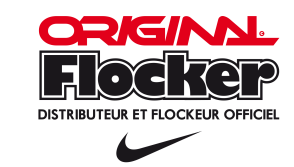 ORIGINAL
Flocker
DISTRIBUTEUR ET FLOCKEUR OFFICIEL